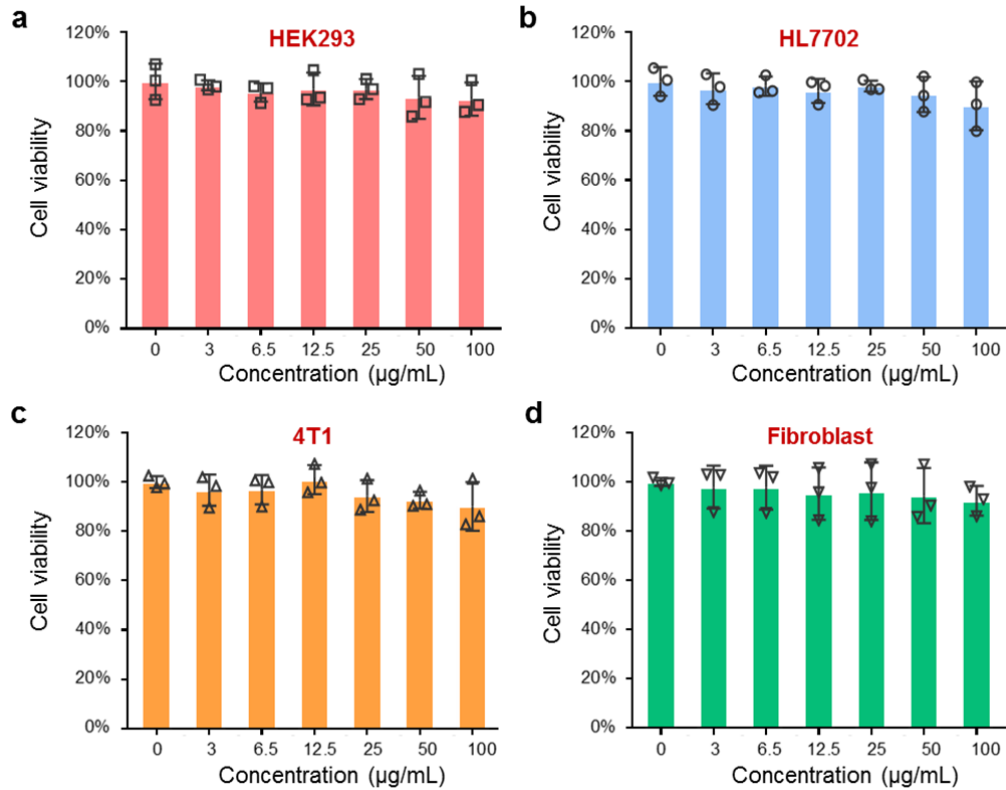 a
HEK293
120%
100%
80%
60%
40%
20%
0%
Cell viability
0 3 6.5 12.5 25 50 100
Concentration (µg/mL)
b
HL7702
120%
100%
80%
60%
40%
20%
0%
Cell viability
0 3 6.5 12.5 25 50 100
Concentration (µg/mL)
c
4T1
120%
100%
80%
60%
40%
20%
0%
Cell viability
0 3 6.5 12.5 25 50 100
Concentration (µg/mL)
d
Fibroblast
120%
100%
80%
60%
40%
20%
0%
Cell viability
0 3 6.5 12.5 25 50 100
Concentration (µg/mL)